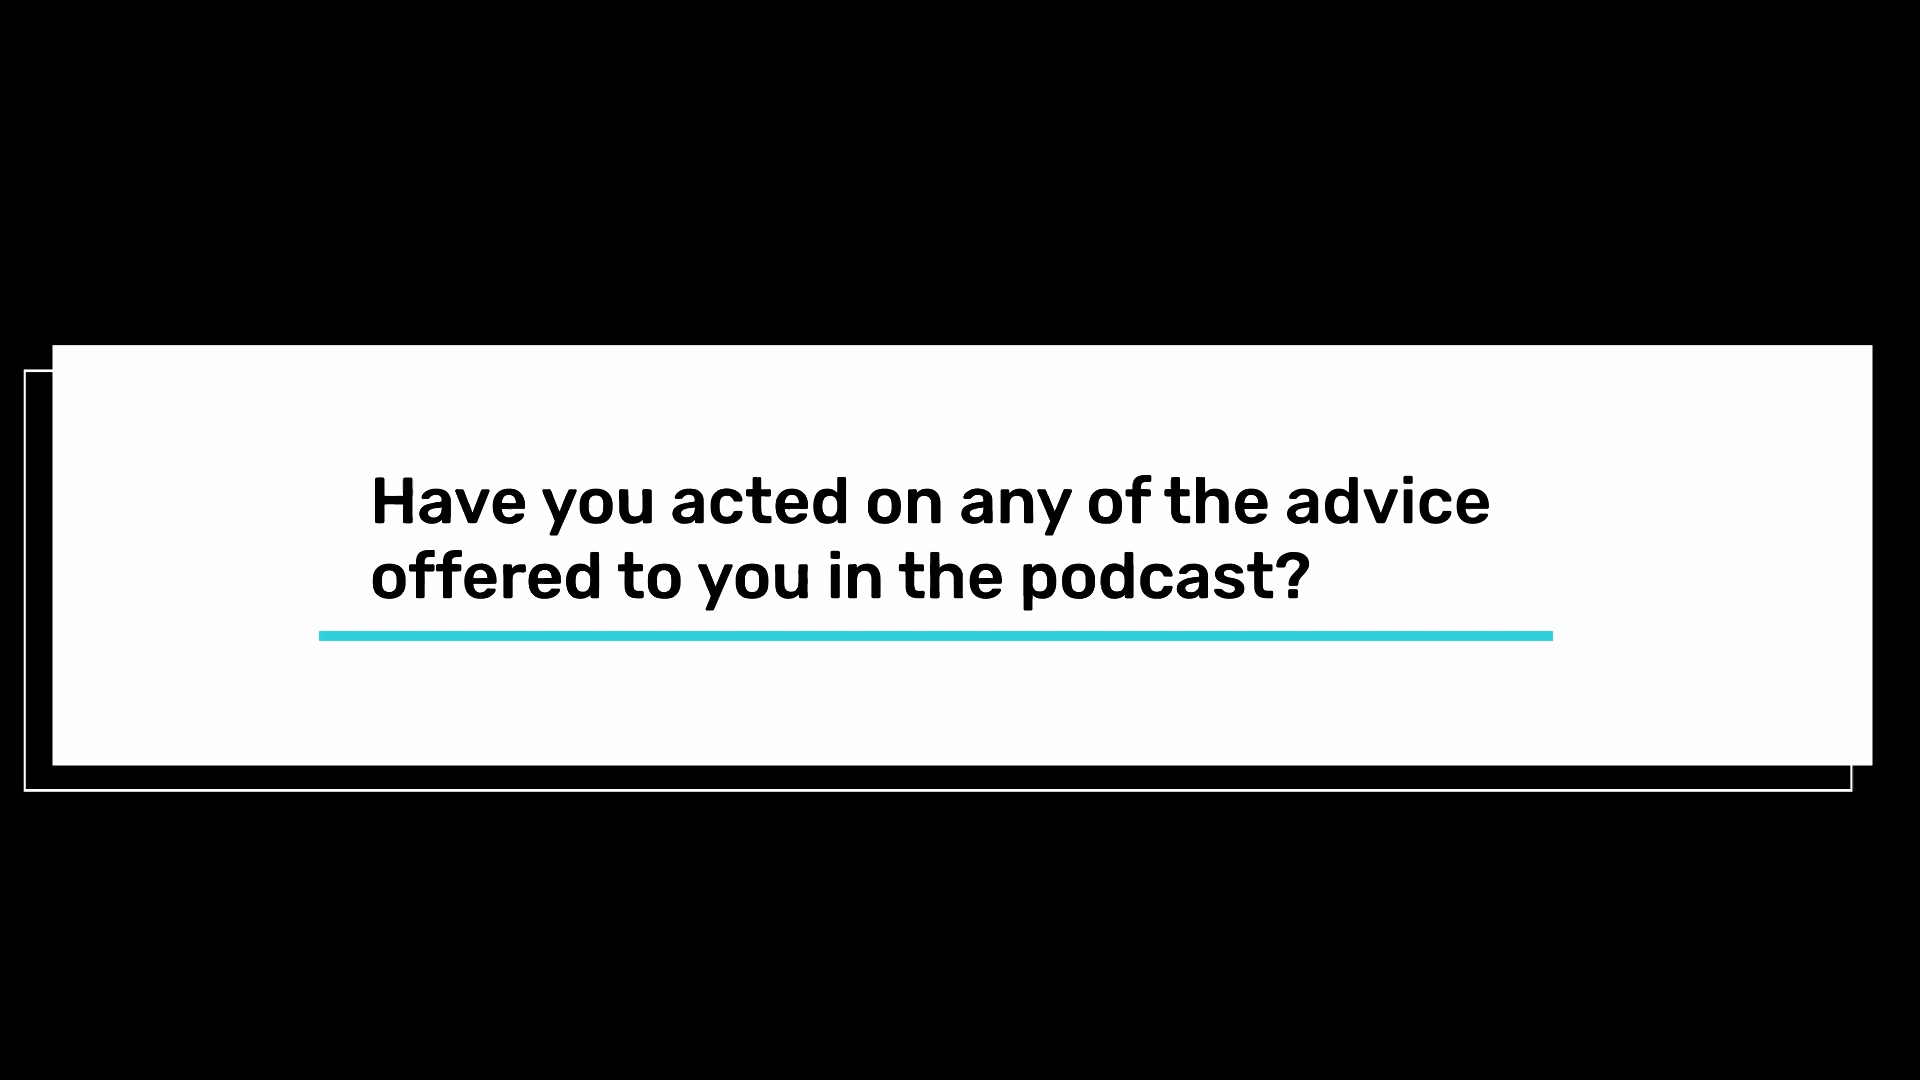 Have you acted on any of the advice
offered to you in the podcast?